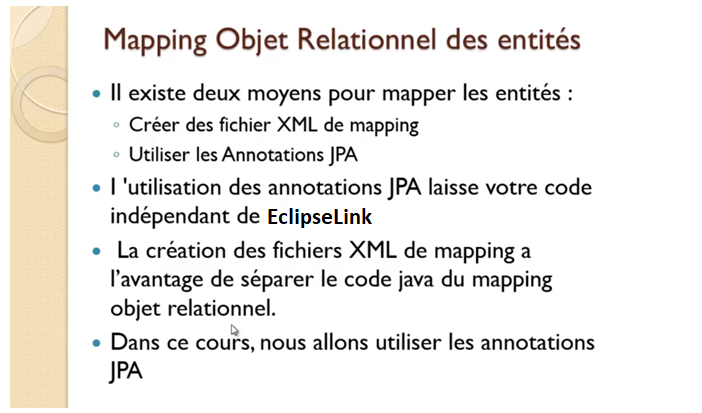 Mapping Objet Relationnel des entités
• Il existe deux moyens pour mapper les entités :
◦ Créer des fichier XML de mapping
◦ Utiliser les Annotations JPA
• l 'utilisation des annotations JPA laisse votre code
indépendant de EclipseLink
• La création des fichiers XML de mapping a
l'avantage de séparer le code java du mapping
objet relationnel.
• Dans ce cours, nous allons utiliser les annotations
JPA